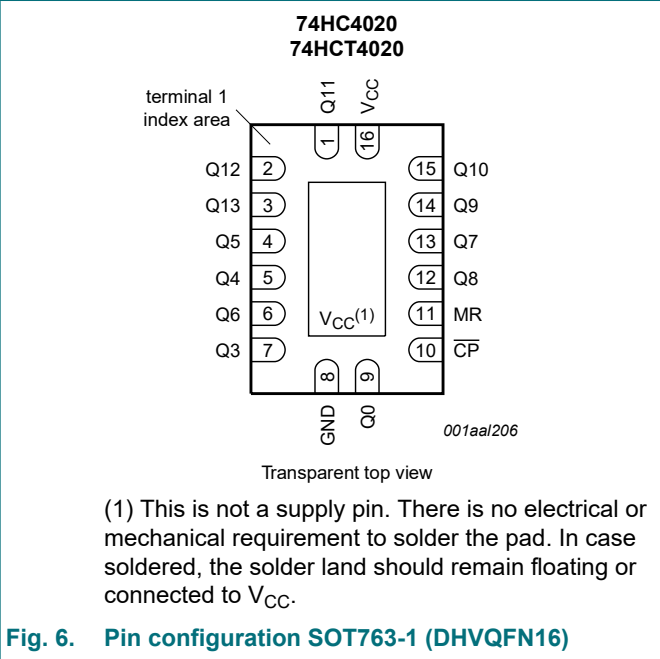 74HC4020
74HCT4020
terminal 1
index area
Q11
VCC
1
16
Q12 2
15 Q10
Q13 3
14 Q9
Q5 4
13 Q7
Q4 5
12 Q8
Q6 6
VCC(1)
11 MR
Q3 7
10 C̅P̅
8
9
GND
Q0
001aal206
Transparent top view
(1) This is not a supply pin. There is no electrical or
mechanical requirement to solder the pad. In case
soldered, the solder land should remain floating or
connected to VCC.
Fig. 6. Pin configuration SOT763-1 (DHVQFN16)